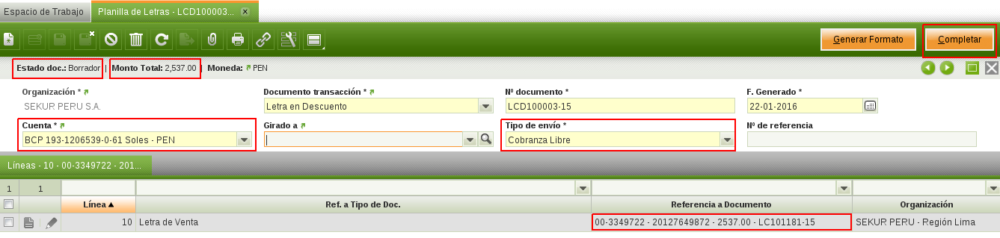 Espacio de Trabajo Planilla de Letras - LCD100003...
Generar Formato Completar
Estado doc.: Borrador | Monto Total: 2,537.00 | Moneda: PEN
Organización * Documento transacción * Nº documento * F. Generado *
SEKUR PERU S.A. Letra en Descuento LCD100003-15 22-01-2016
Cuenta * Girado a Tipo de envío * Nº de referencia
BCP 193-1206539-0-61 Soles - PEN Cobranza Libre
Líneas - 10 - 00-3349722 - 201...
1 1
Línea Ref. a Tipo de Doc. Referencia a Documento Organización
10 Letra de Venta 00-3349722 - 20127649872 - 2537.00 - LC101181-15 SEKUR PERU - Región Lima